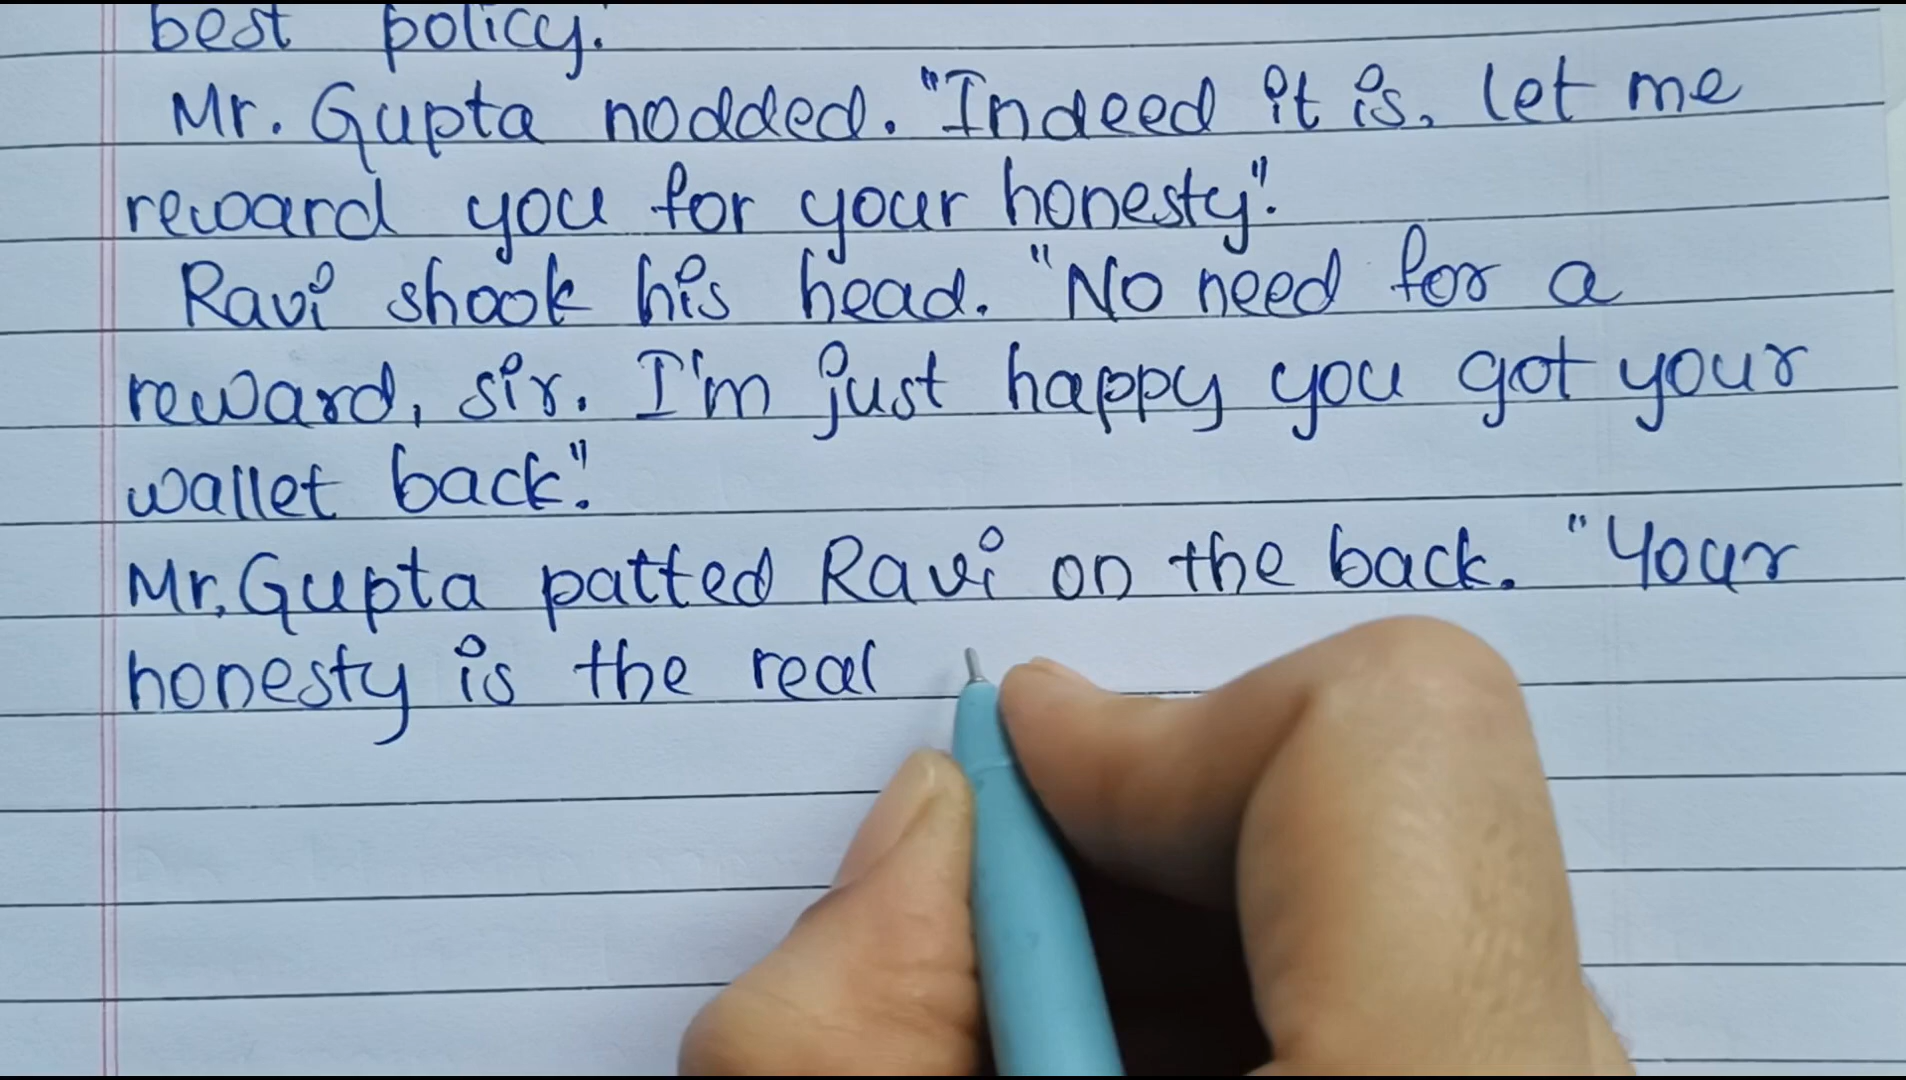 best policy."
Mr. Gupta nodded. "Indeed it is. let me
reward you for your honesty".
Ravi shook his head. "No need for a
reward, sir. I'm just happy you got your
wallet back".
Mr. Gupta patted Ravi on the back. "Your
honesty is the real